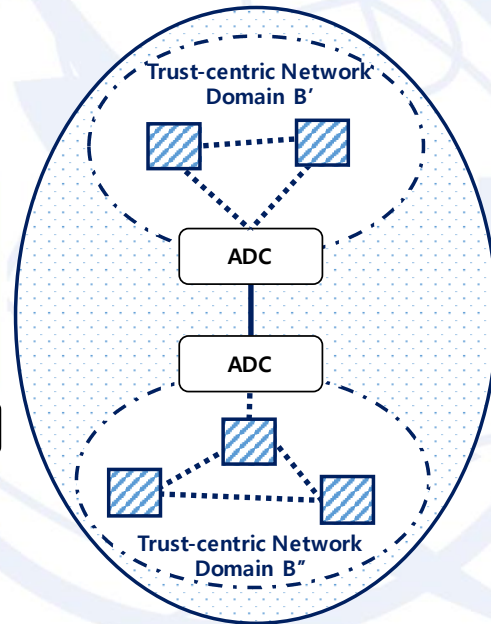 Trust-centric Network
Domain B′
ADC
ADC
Trust-centric Network
Domain B″